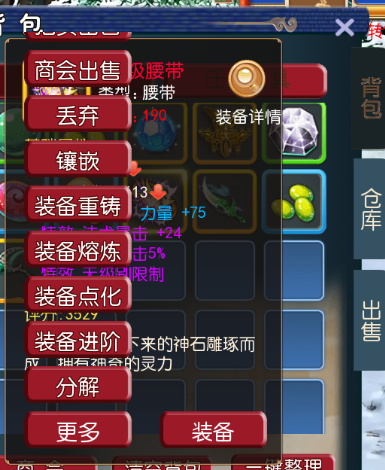 背 包
商会出售
级腰带
类型:腰带
丢弃
190
装备详情
镶嵌
13
装备重铸
力量 +75
+24
装备熔炼
击5%
特效 无级别限制
装备点化
评分:3529
装备进阶
下来的神石雕琢而
成，拥有神奇的灵力
分解
更多
装备
背包
仓库
出售
一键整理